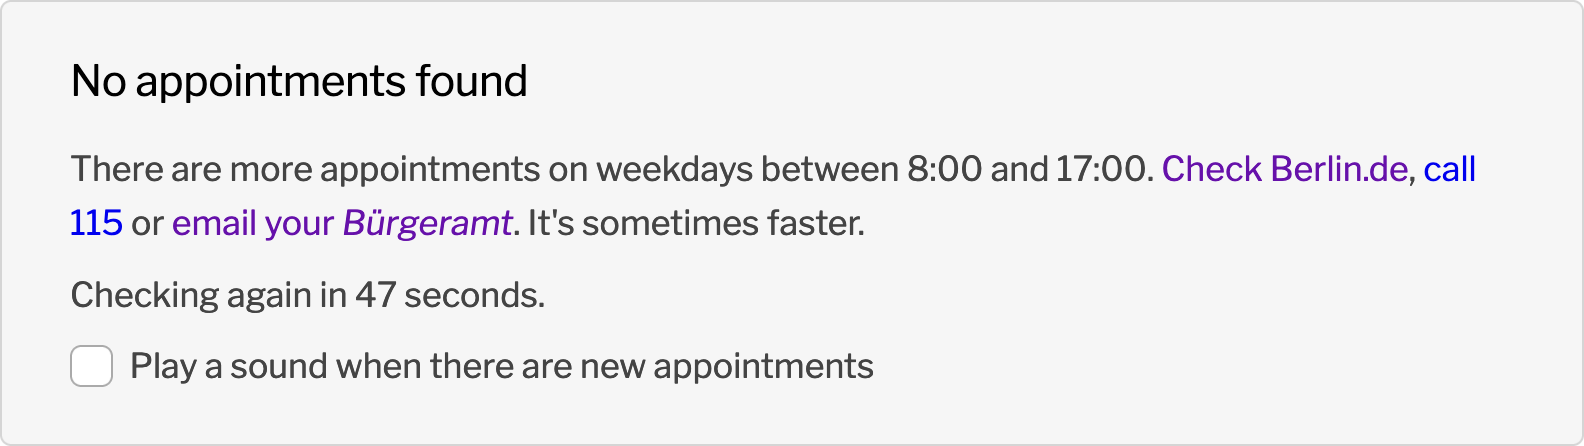 No appointments found
There are more appointments on weekdays between 8:00 and 17:00. Check Berlin.de, call
115 or email your Bürgeramt. It's sometimes faster.
Checking again in 47 seconds.
Play a sound when there are new appointments